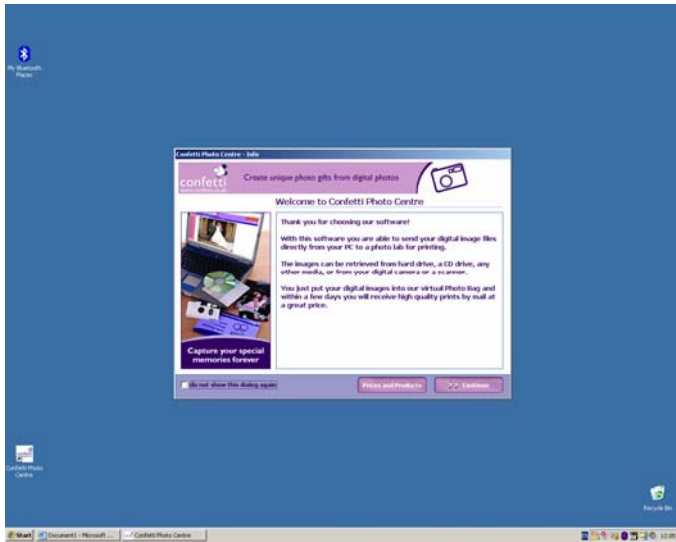 My Bluetooth
Places
Confetti Photo Centre - Info
confetti
Create unique photo gifts from digital photos
Welcome to Confetti Photo Centre
Thank you for choosing our software!
With this software you are able to send your digital image files
directly from your PC to a photo lab for printing.
The images can be retrieved from hard drive, a CD drive, any
other media, or from your digital camera or a scanner.
You just put your digital images into our virtual Photo Bag and
within a few days you will receive high quality prints by mail at
a great price.
Capture your special
memories forever
do not show this dialog again
Prices and Products
Continue
Confetti Photo
Centre
Recycle Bin
Start
Document1 - Microsoft ...
Confetti Photo Centre
12:05